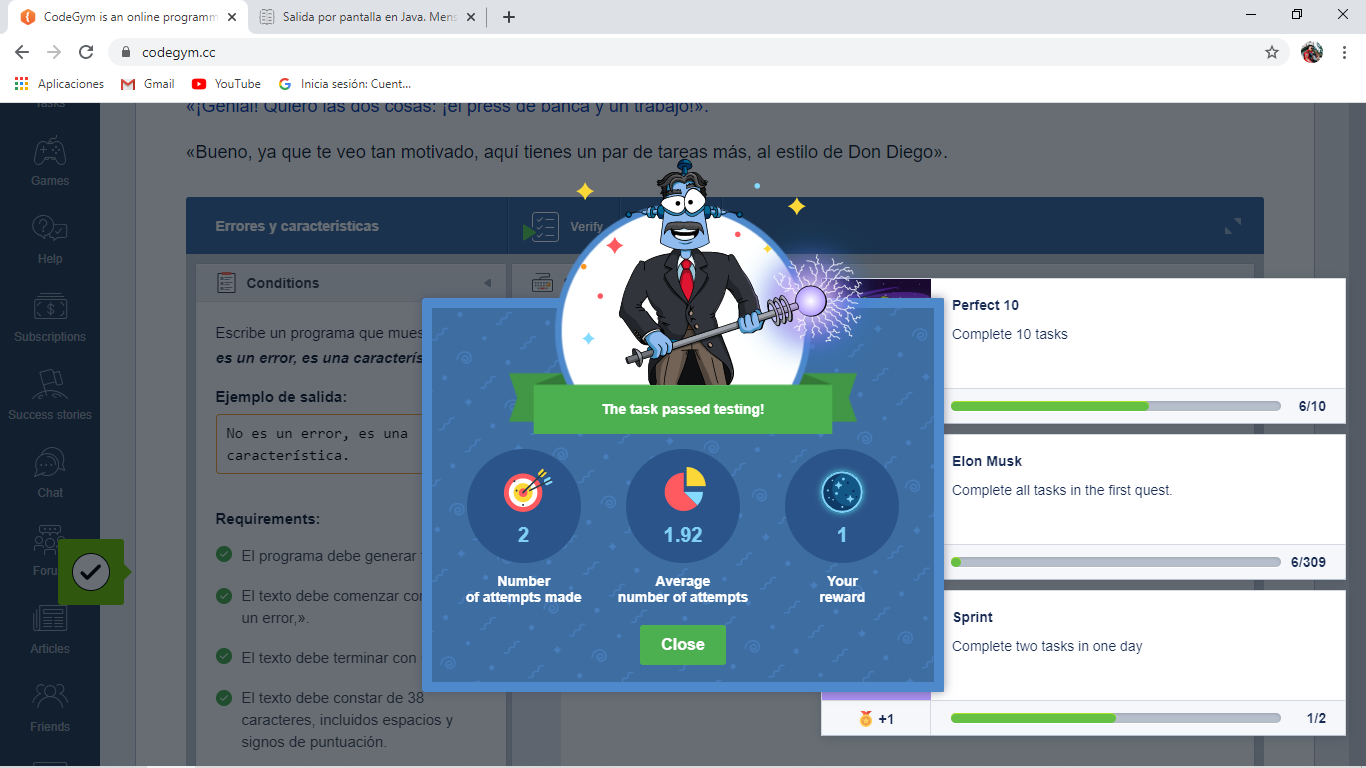 CodeGym is an online programm
Salida por pantalla en Java. Mens
codegym.cc
Aplicaciones
Gmail
YouTube
Inicia sesión: Cuent...
Tasks
Games
Help
Subscriptions
Success stories
Chat
Articles
Friends
«¡Genial! Quiero las dos cosas: ¡el press de banca y un trabajo!».
«Bueno, ya que te veo tan motivado, aquí tienes un par de tareas más, al estilo de Don Diego».
Errores y características
Verify
Conditions
Escribe un programa que mues
es un error, es una caracterís
Ejemplo de salida:
No es un error, es una
característica.
Requirements:
El programa debe generar
El texto debe comenzar co
un error,».
El texto debe terminar con
El texto debe constar de 38
caracteres, incluidos espacios y
signos de puntuación.
The task passed testing!
2
Number
of attempts made
1.92
Average
number of attempts
1
Your
reward
Close
Perfect 10
Complete 10 tasks
6/10
Elon Musk
Complete all tasks in the first quest.
6/309
Sprint
Complete two tasks in one day
+1
1/2